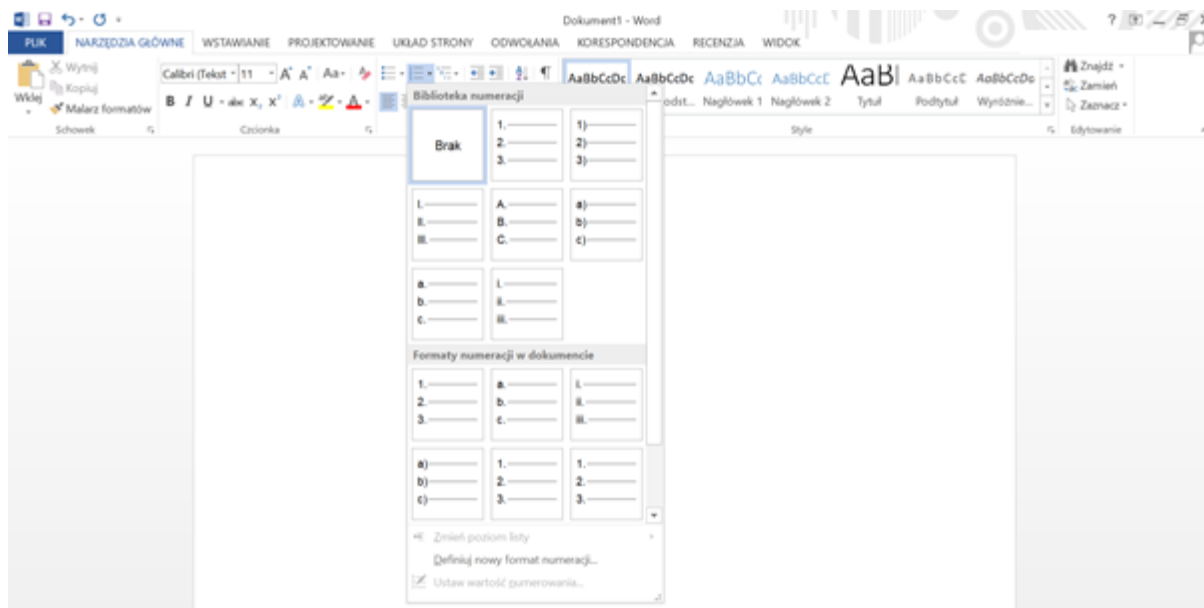 Dokument1 - Word
PLIK NARZĘDZIA GŁÓWNE WSTAWIANIE PROJEKTOWANIE UKŁAD STRONY ODWOŁANIA KORESPONDENCJA RECENZJA WIDOK
Wklej
Wytnij
Kopiuj
Malarz formatów
Schowek
Calibri (Tekst 11
Czcionka
AaBbCcDc AaBbCcDc AaBbCc AaBbCcC AaBl AaBbCcC AaBbCcDc
odst... Nagłówek 1 Nagłówek 2 Tytuł Podtytuł Wyróżnie...
Style
Znajdź
Zamień
Zaznacz
Edytowanie
Biblioteka numeracji
Brak
1. 2. 3.
1) 2) 3)
I. II. III.
A. B. C.
a) b) c)
a. b. c.
i. ii. iii.
Formaty numeracji w dokumencie
1. 2. 3.
a. b. c.
i. ii. iii.
a) b) c)
1. 2. 3.
1. 2. 3.
Zmień poziom listy
Definiuj nowy format numeracji...
Ustaw wartość numerowania...